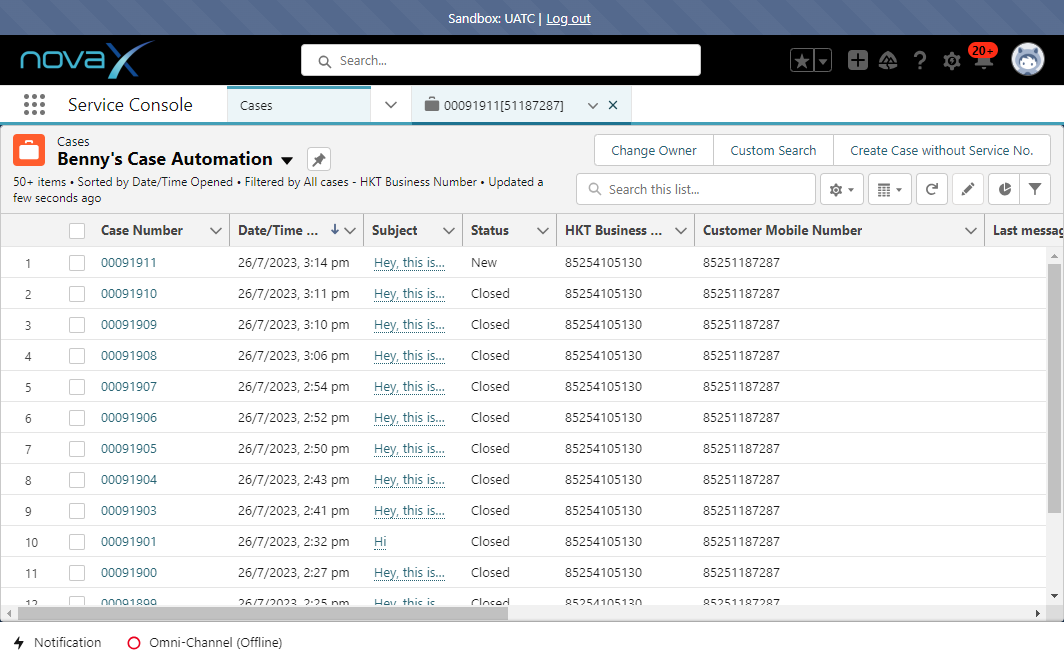 Sandbox: UATC | Log out
novaX
Search...
20+
Service Console
Cases
00091911[51187287]
Cases
Benny's Case Automation
50+ items • Sorted by Date/Time Opened • Filtered by All cases - HKT Business Number • Updated a
few seconds ago
Change Owner
Custom Search
Create Case without Service No.
Search this list...
Case Number Date/Time ... Subject Status HKT Business ... Customer Mobile Number Last messag
1 00091911 26/7/2023, 3:14 pm Hey, this is... New 85254105130 85251187287
2 00091910 26/7/2023, 3:11 pm Hey, this is... Closed 85254105130 85251187287
3 00091909 26/7/2023, 3:10 pm Hey, this is... Closed 85254105130 85251187287
4 00091908 26/7/2023, 3:06 pm Hey, this is... Closed 85254105130 85251187287
5 00091907 26/7/2023, 2:54 pm Hey, this is... Closed 85254105130 85251187287
6 00091906 26/7/2023, 2:52 pm Hey, this is... Closed 85254105130 85251187287
7 00091905 26/7/2023, 2:50 pm Hey, this is... Closed 85254105130 85251187287
8 00091904 26/7/2023, 2:43 pm Hey, this is... Closed 85254105130 85251187287
9 00091903 26/7/2023, 2:41 pm Hey, this is... Closed 85254105130 85251187287
10 00091901 26/7/2023, 2:32 pm Hi Closed 85254105130 85251187287
11 00091900 26/7/2023, 2:27 pm Hey, this is... Closed 85254105130 85251187287
12 00091899 26/7/2023, 2:25 pm Hey, this is... Closed 85254105130 85251187287
Notification
Omni-Channel (Offline)